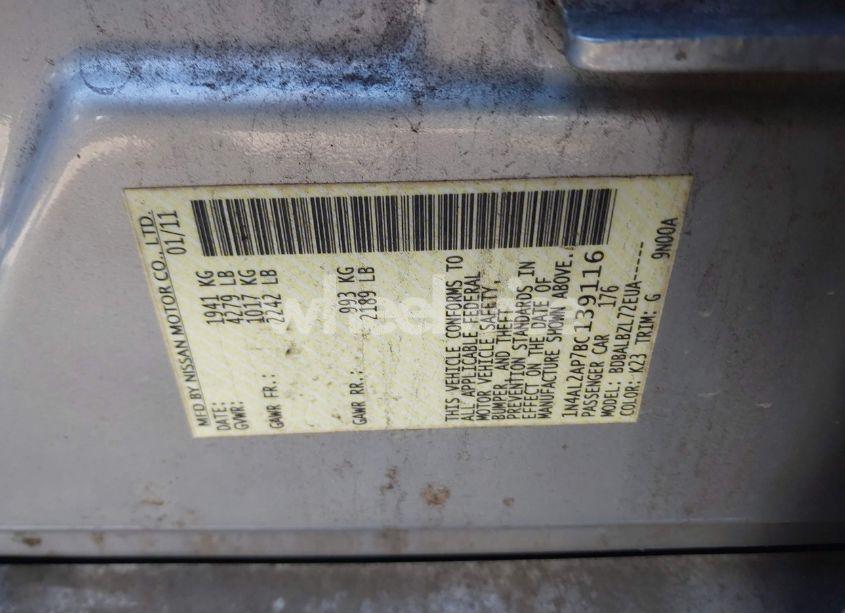 MFD BY NISSAN MOTOR CO., LTD.
DATE: 01/11
GVWR: 1941 KG
4279 LB
GAWR FR.: 1017 KG
2242 LB
GAWR RR.: 993 KG
2189 LB
THIS VEHICLE CONFORMS TO
ALL APPLICABLE FEDERAL
MOTOR VEHICLE SAFETY,
BUMPER, AND THEFT
PREVENTION STANDARDS IN
EFFECT ON THE DATE OF
MANUFACTURE SHOWN ABOVE.
1N4AL2AP7BC139116
PASSENGER CAR 176
MODEL: BDBALBZL72EUA------
COLOR: K23 TRIM: G 9N00A